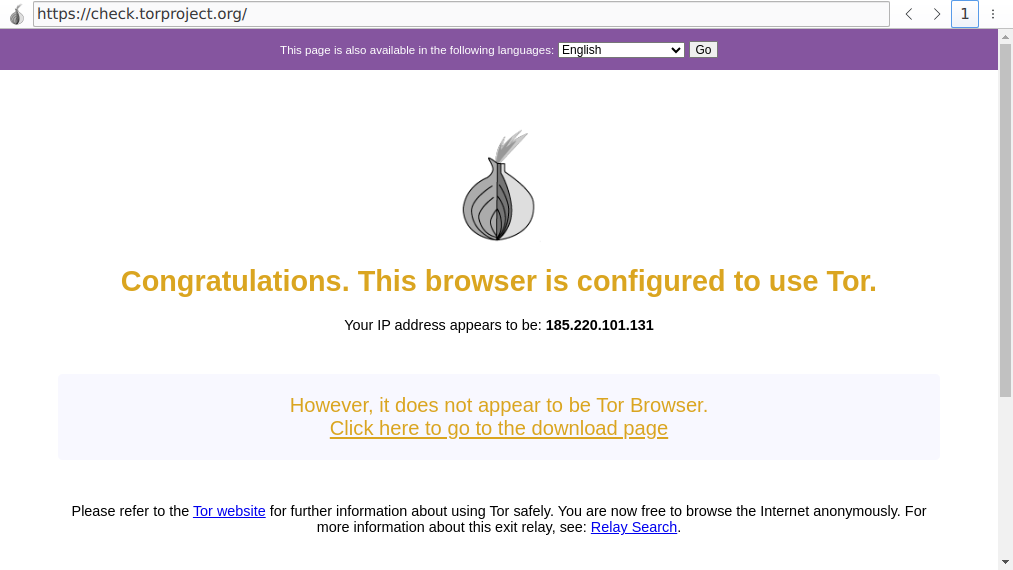 https://check.torproject.org/
1
This page is also available in the following languages: English Go
Congratulations. This browser is configured to use Tor.
Your IP address appears to be: 185.220.101.131
However, it does not appear to be Tor Browser.
Click here to go to the download page
Please refer to the Tor website for further information about using Tor safely. You are now free to browse the Internet anonymously. For
more information about this exit relay, see: Relay Search.